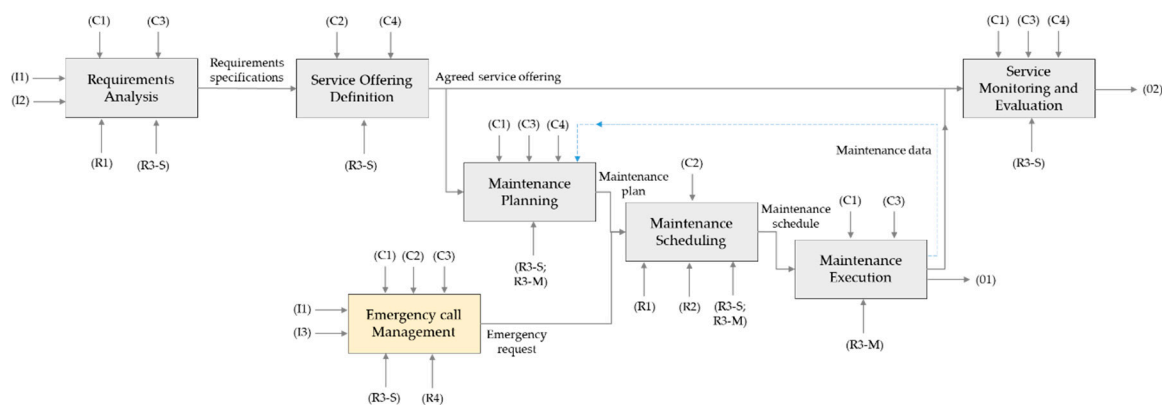 (C1)
(C3)
(I1)
(I2)
Requirements
Analysis
(R1)
(R3-S)
Requirements
specifications
(C2)
(C4)
Service Offering
Definition
(R3-S)
Agreed service offering
(C1)
(C3)
(C4)
Service
Monitoring and
Evaluation
(02)
(R3-S)
(C1)
(C3)
(C4)
Maintenance
Planning
(R3-S;
R3-M)
Maintenance
plan
(C2)
Maintenance
Scheduling
(R1)
(R2)
(R3-S;
R3-M)
Maintenance
schedule
Maintenance data
(C1)
(C3)
Maintenance
Execution
(01)
(R3-M)
(C1)
(C2)
(C3)
(I1)
(I3)
Emergency call
Management
(R3-S)
(R4)
Emergency
request